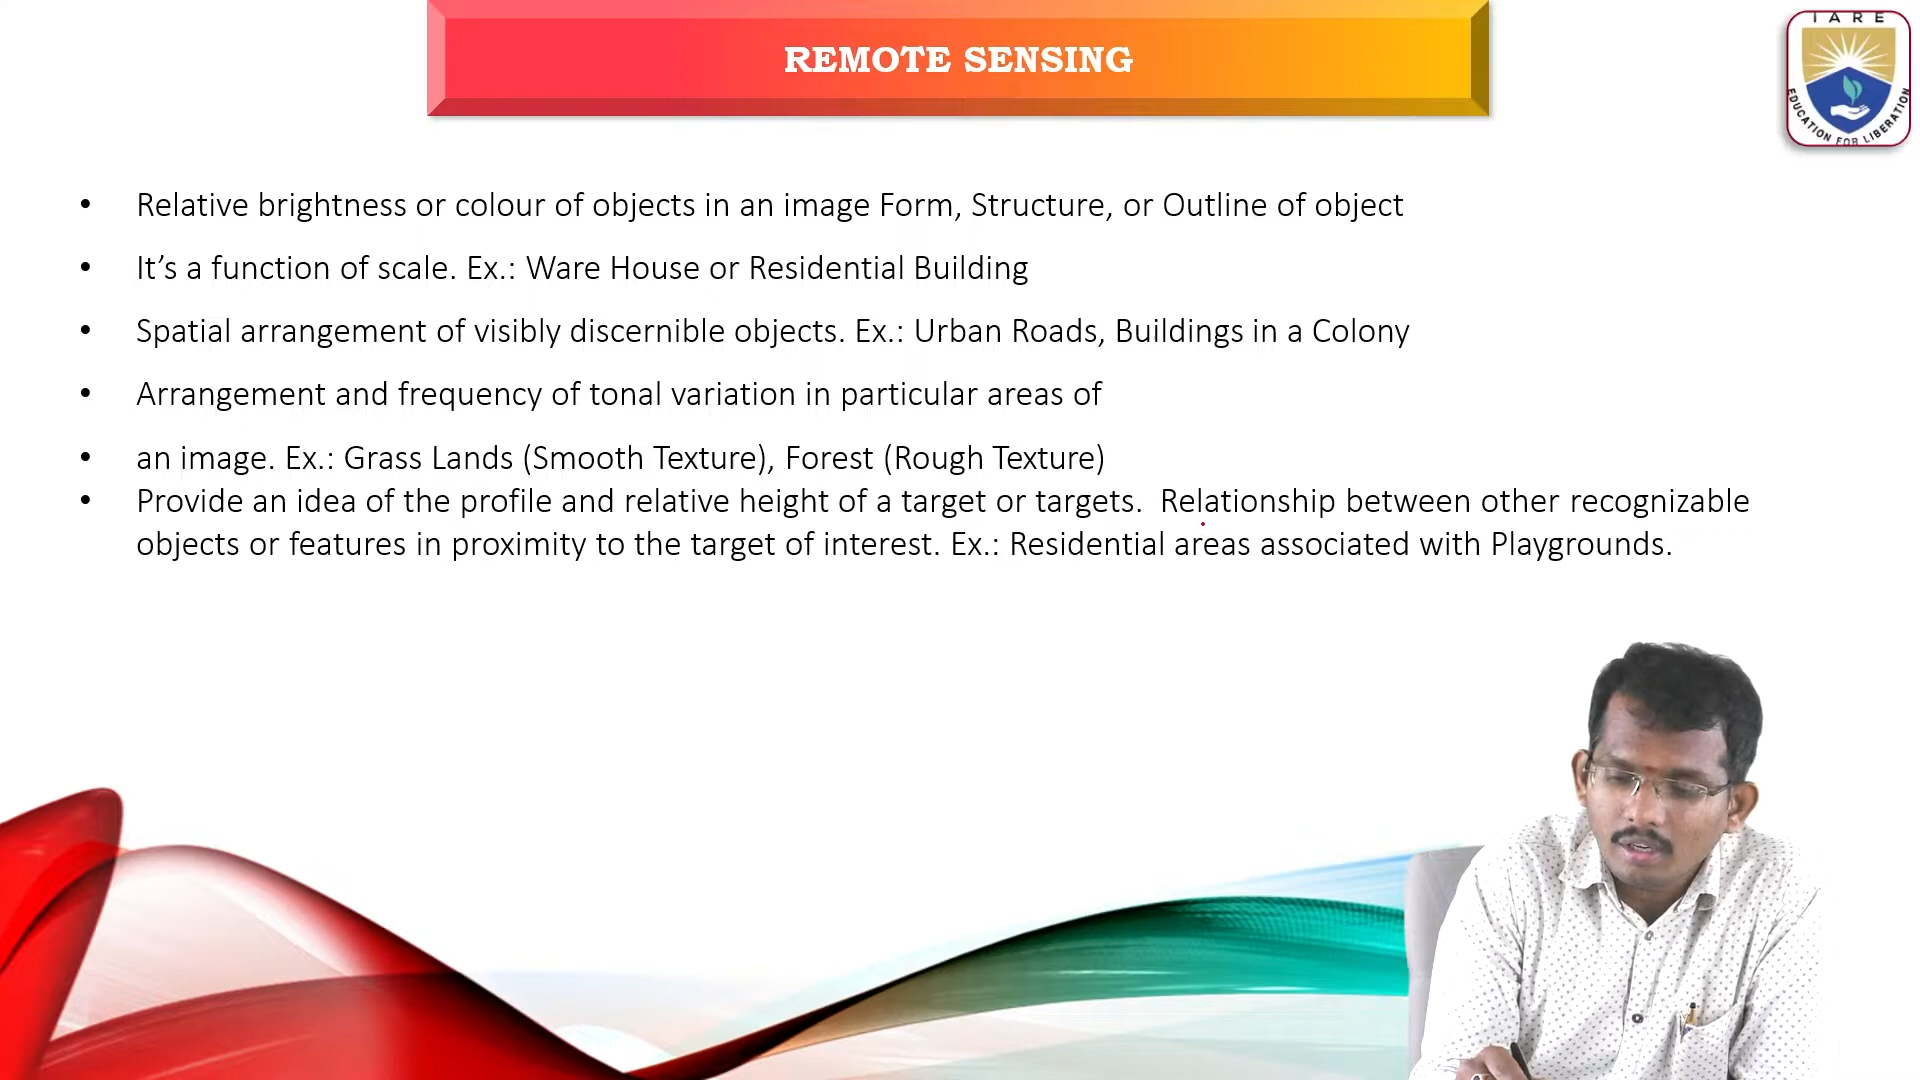 REMOTE SENSING
IARE
EDUCATION FOR LIBERATION
• Relative brightness or colour of objects in an image Form, Structure, or Outline of object
• It’s a function of scale. Ex.: Ware House or Residential Building
• Spatial arrangement of visibly discernible objects. Ex.: Urban Roads, Buildings in a Colony
• Arrangement and frequency of tonal variation in particular areas of
• an image. Ex.: Grass Lands (Smooth Texture), Forest (Rough Texture)
• Provide an idea of the profile and relative height of a target or targets. Relationship between other recognizable
objects or features in proximity to the target of interest. Ex.: Residential areas associated with Playgrounds.